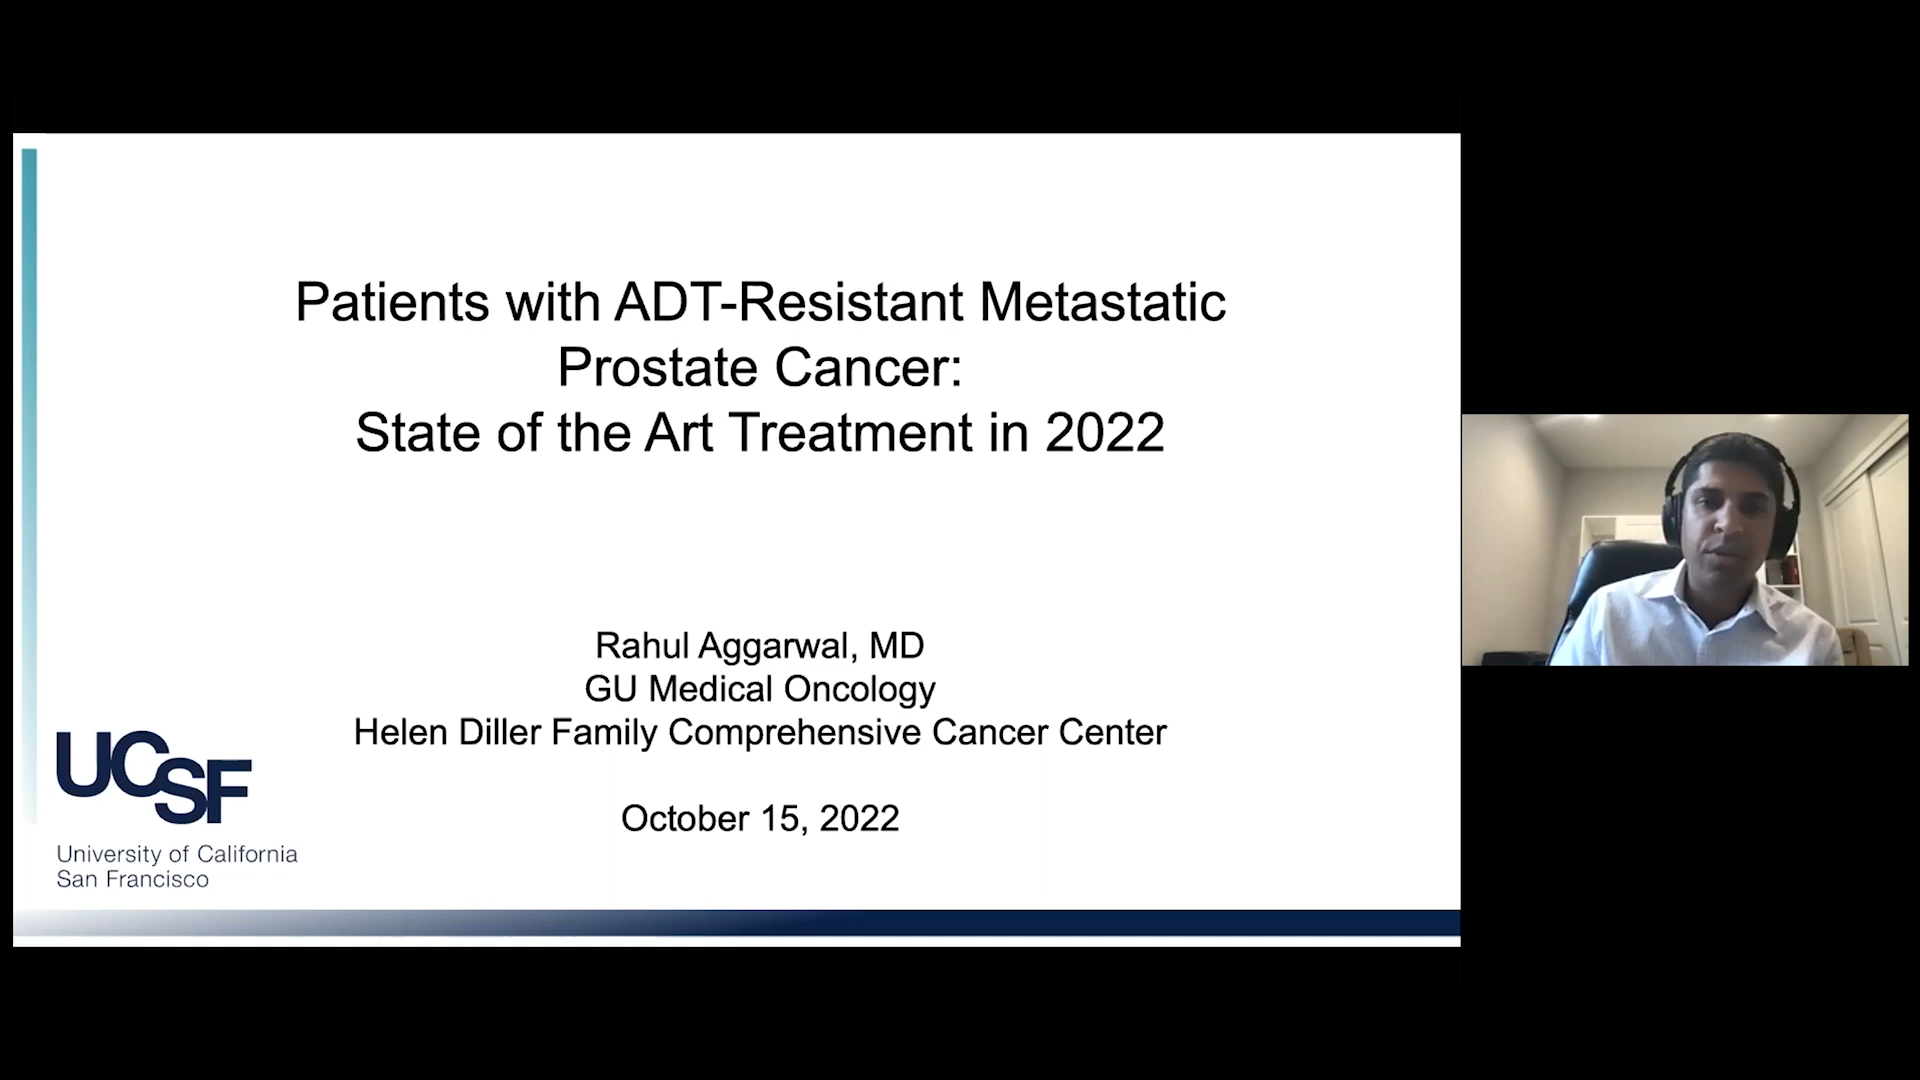 Patients with ADT-Resistant Metastatic
Prostate Cancer:
State of the Art Treatment in 2022
Rahul Aggarwal, MD
GU Medical Oncology
Helen Diller Family Comprehensive Cancer Center
October 15, 2022
UCSF
University of California
San Francisco